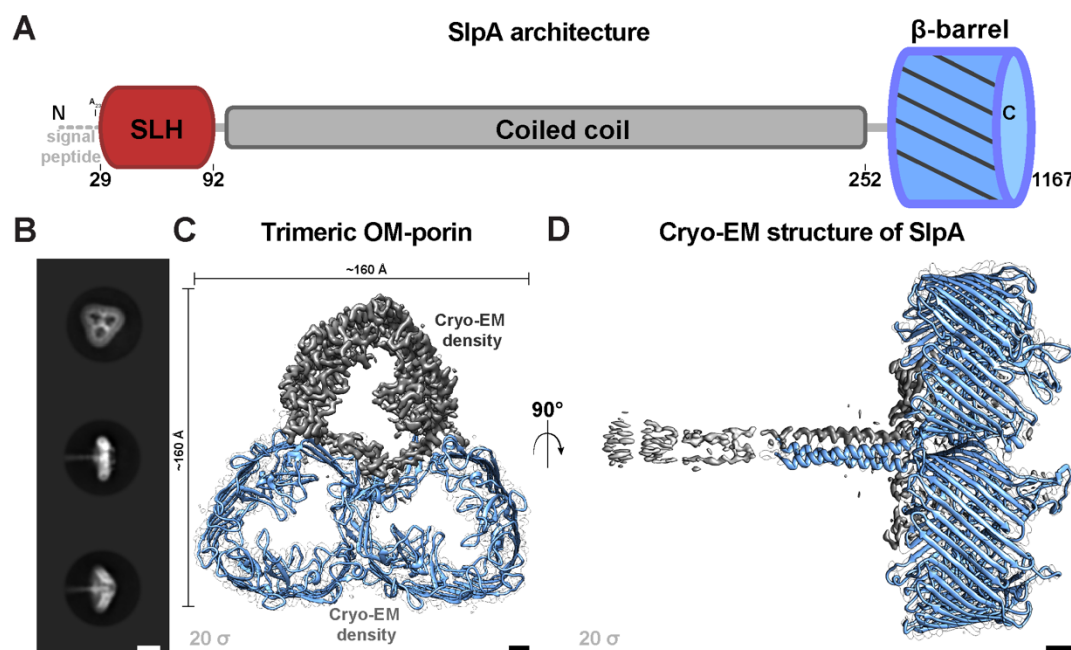 A
SlpA architecture
β-barrel
N
SLH
Coiled coil
C
signal
peptide
29
92
252
1167
B
C
Trimeric OM-porin
D
Cryo-EM structure of SlpA
~160 Å
Cryo-EM
density
~160 Å
90°
Cryo-EM
density
20 σ
20 σ